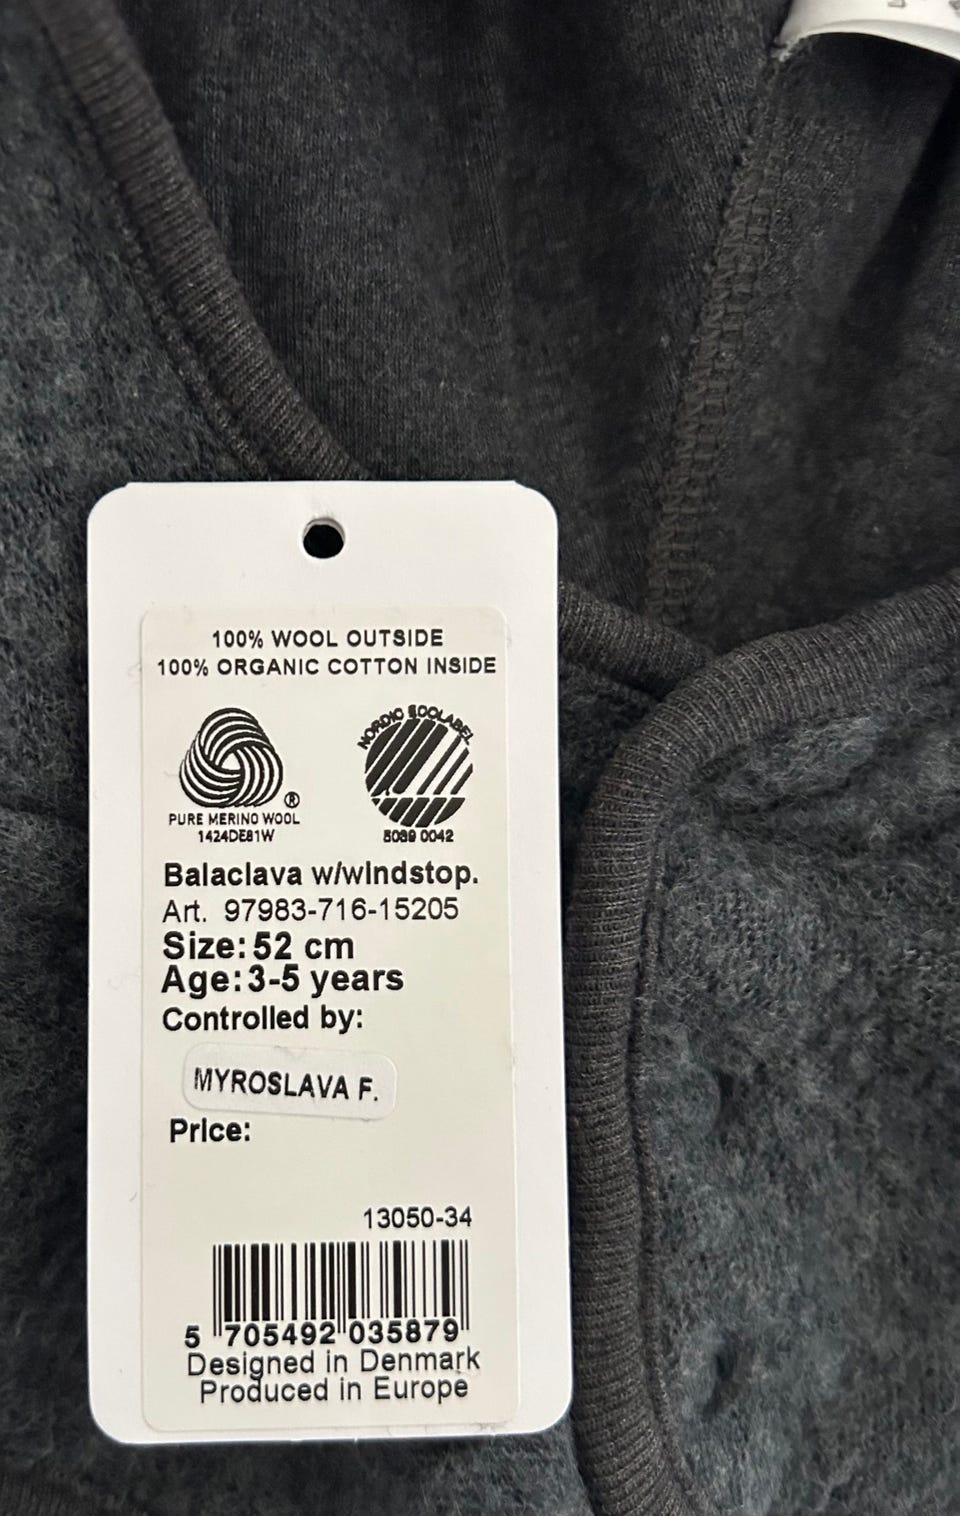 100% WOOL OUTSIDE
100% ORGANIC COTTON INSIDE
NORDIC ECOLABEL
PURE MERINO WOOL
1424DE81W
5039 0042
®
Balaclava w/windstop.
Art. 97983-716-15205
Size: 52 cm
Age: 3-5 years
Controlled by:
MYROSLAVA F.
Price:
13050-34
5 705492 035879
Designed in Denmark
Produced in Europe